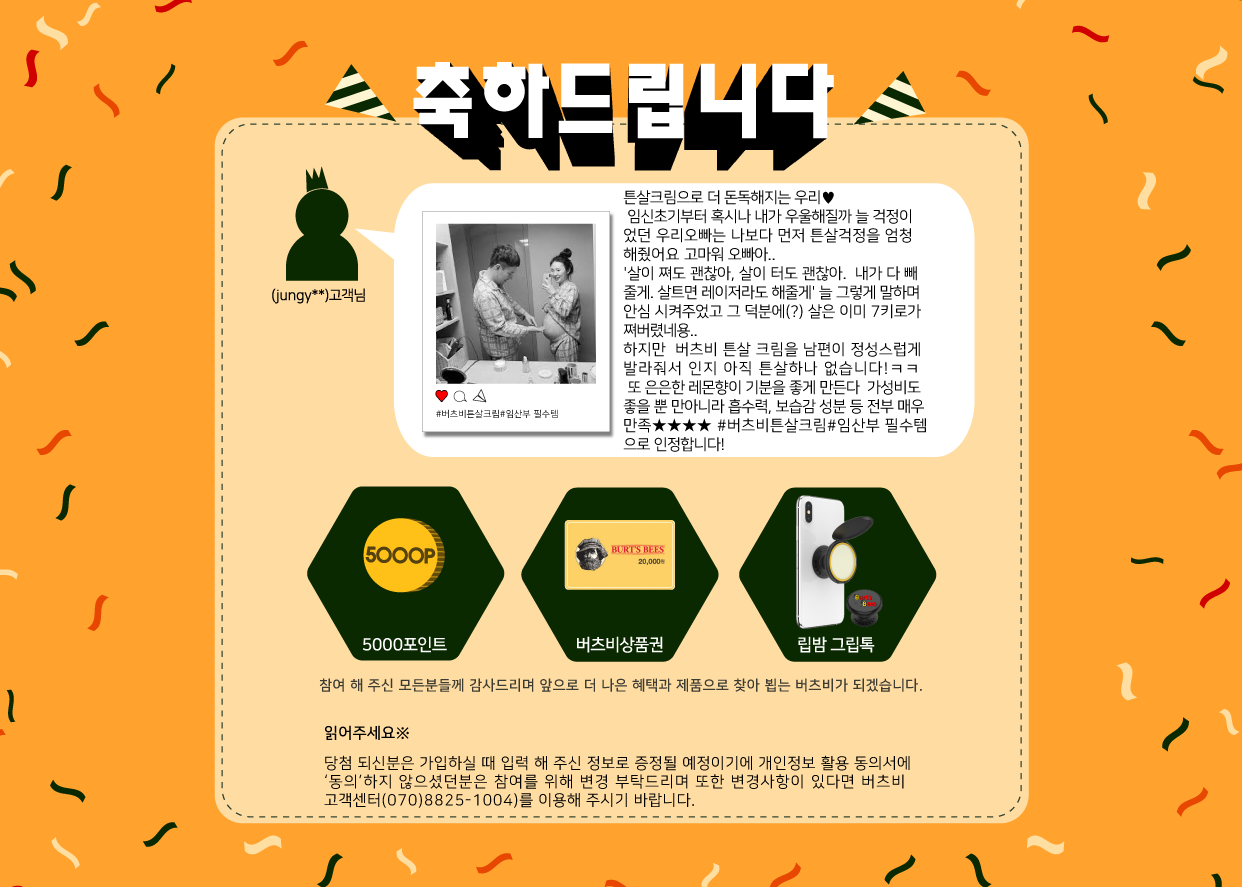 축하드립니다
(jungy**)고객님
#버츠비튼살크림#임산부 필수템
튼살크림으로 더 돈독해지는 우리♥
임신초기부터 혹시나 내가 우울해질까 늘 걱정이
었던 우리오빠는 나보다 먼저 튼살걱정을 엄청
해줬어요 고마워 오빠아..
'살이 쪄도 괜찮아, 살이 터도 괜찮아. 내가 다 빼
줄게. 살트면 레이저라도 해줄게' 늘 그렇게 말하며
안심 시켜주었고 그 덕분에(?) 살은 이미 7키로가
쪄버렸네용..
하지만 버츠비 튼살 크림을 남편이 정성스럽게
발라줘서 인지 아직 튼살하나 없습니다!ㅋㅋ
또 은은한 레몬향이 기분을 좋게 만든다 가성비도
좋을 뿐 만아니라 흡수력, 보습감 성분 등 전부 매우
만족★★★★ #버츠비튼살크림#임산부 필수템
으로 인정합니다!
5000P
5000포인트
BURT'S BEES
20,000원
버츠비상품권
립밤 그립톡
참여 해 주신 모든분들께 감사드리며 앞으로 더 나은 혜택과 제품으로 찾아 뵙는 버츠비가 되겠습니다.
읽어주세요※
당첨 되신분은 가입하실 때 입력 해 주신 정보로 증정될 예정이기에 개인정보 활용 동의서에
'동의'하지 않으셨던분은 참여를 위해 변경 부탁드리며 또한 변경사항이 있다면 버츠비
고객센터(070)8825-1004)를 이용해 주시기 바랍니다.